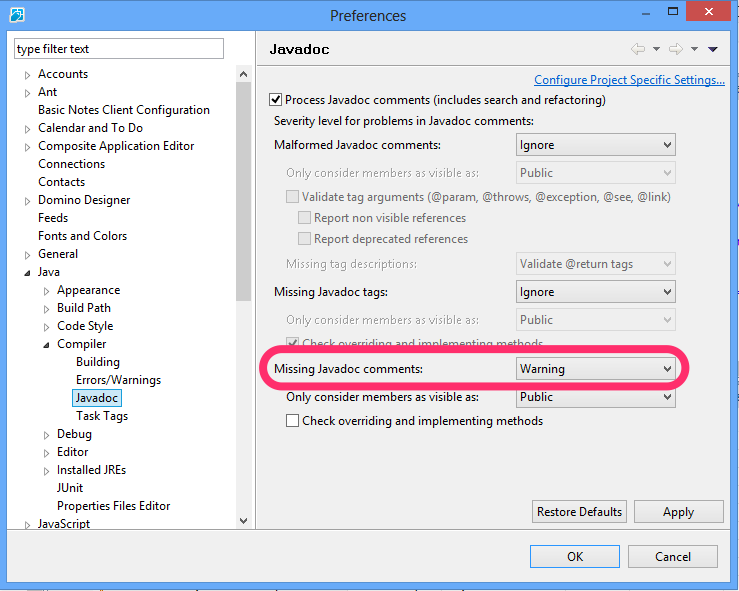 Preferences
type filter text
Accounts
Ant
Basic Notes Client Configuration
Calendar and To Do
Composite Application Editor
Connections
Contacts
Domino Designer
Feeds
Fonts and Colors
General
Java
Appearance
Build Path
Code Style
Compiler
Building
Errors/Warnings
Javadoc
Task Tags
Debug
Editor
Installed JREs
JUnit
Properties Files Editor
JavaScript
Javadoc
Configure Project Specific Settings...
Process Javadoc comments (includes search and refactoring)
Severity level for problems in Javadoc comments:
Malformed Javadoc comments: Ignore
Only consider members as visible as: Public
Validate tag arguments (@param, @throws, @exception, @see, @link)
Report non visible references
Report deprecated references
Missing tag descriptions: Validate @return tags
Missing Javadoc tags: Ignore
Only consider members as visible as: Public
Check overriding and implementing methods
Missing Javadoc comments: Warning
Only consider members as visible as: Public
Check overriding and implementing methods
Restore Defaults Apply
OK Cancel